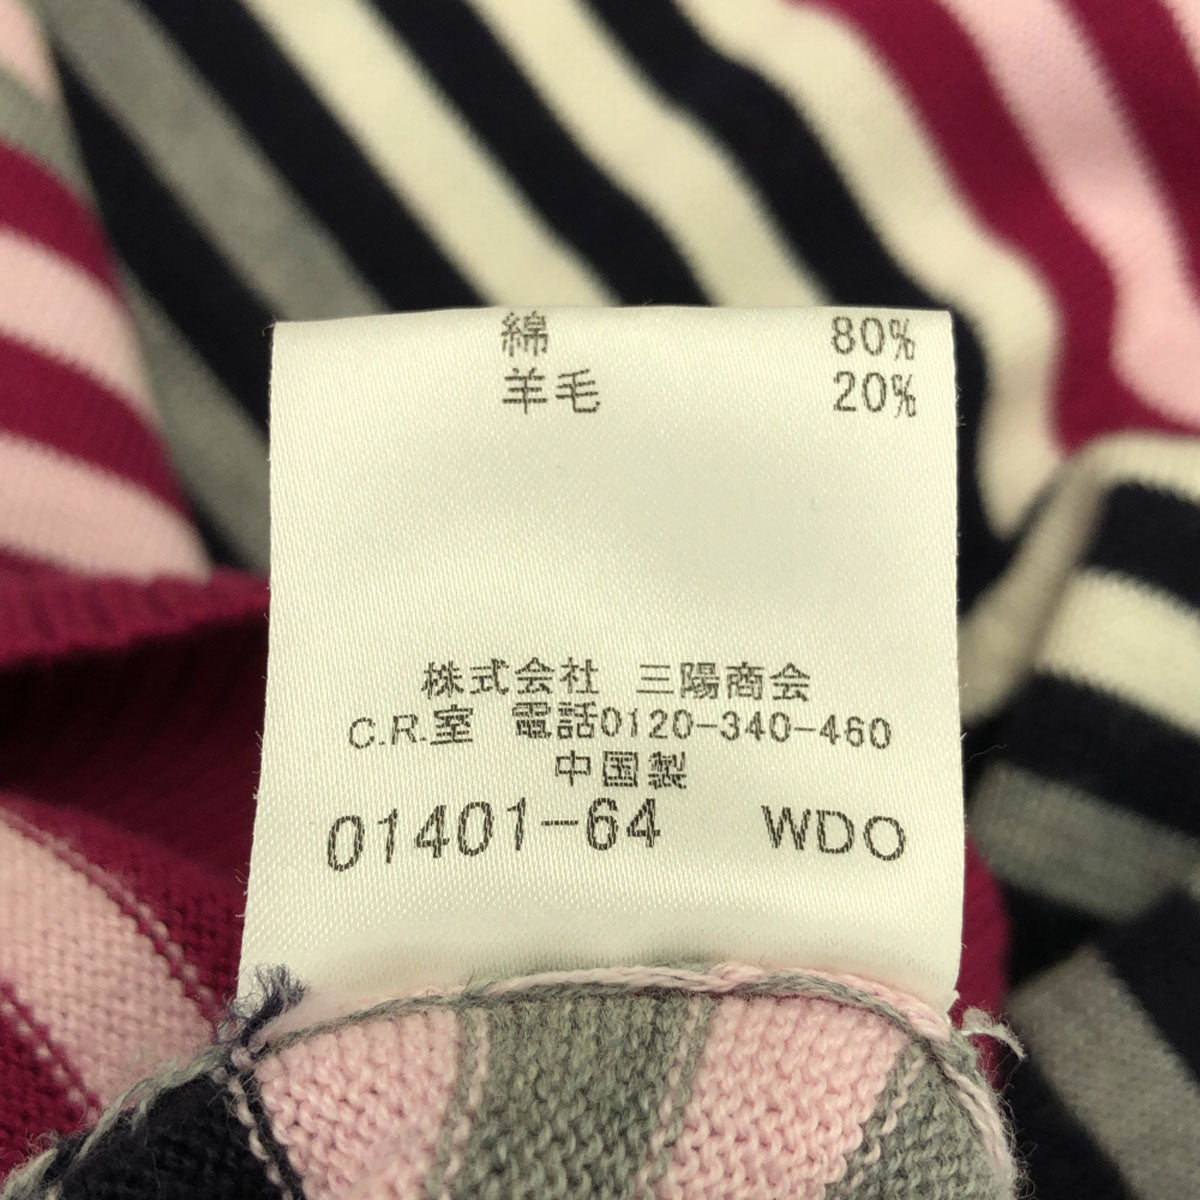 綿 80%
羊毛 20%
株式会社 三陽商会
C.R.室 電話0120-340-460
中国製
01401-64 WDO